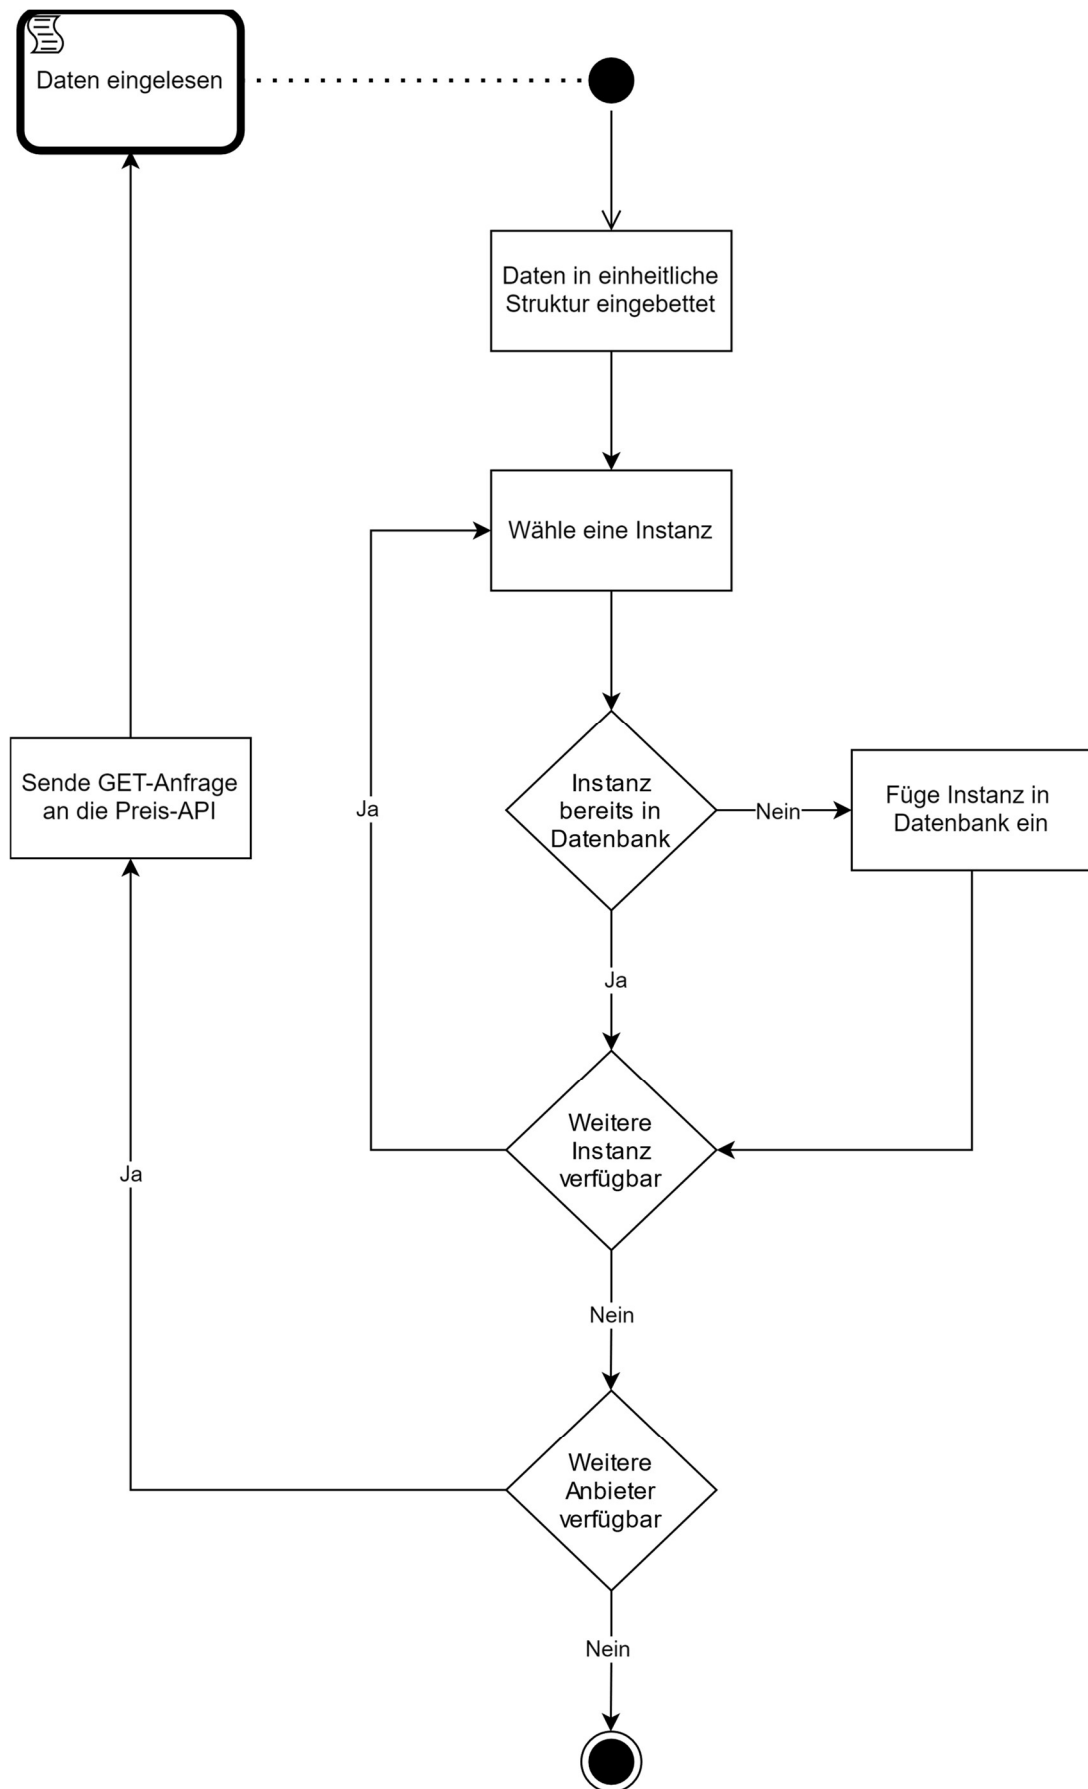 Daten eingelesen
Daten in einheitliche
Struktur eingebettet
Wähle eine Instanz
Instanz
bereits in
Datenbank
Nein
Füge Instanz in
Datenbank ein
Sende GET-Anfrage
an die Preis-API
Ja
Ja
Weitere
Instanz
verfügbar
Ja
Nein
Weitere
Anbieter
verfügbar
Nein